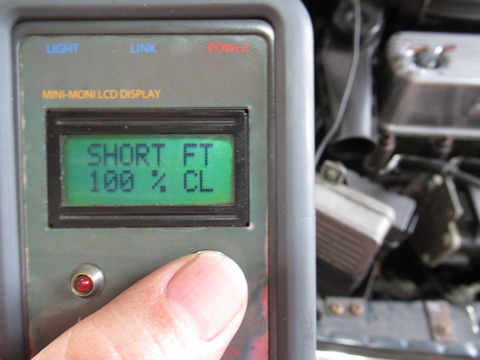 LIGHT LINK POWER
MINI-MONI LCD DISPLAY
SHORT FT
100 % CL